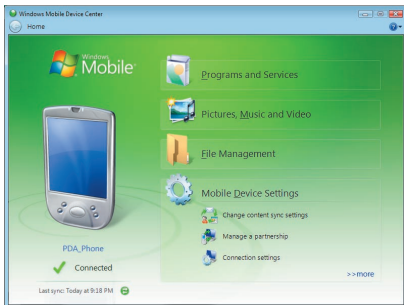 Windows Mobile Device Center
Home
Windows
Mobile
Programs and Services
Pictures, Music and Video
File Management
Mobile Device Settings
Change content sync settings
Manage a partnership
Connection settings
>>more
PDA_Phone
Connected
Last sync: Today at 9:18 PM